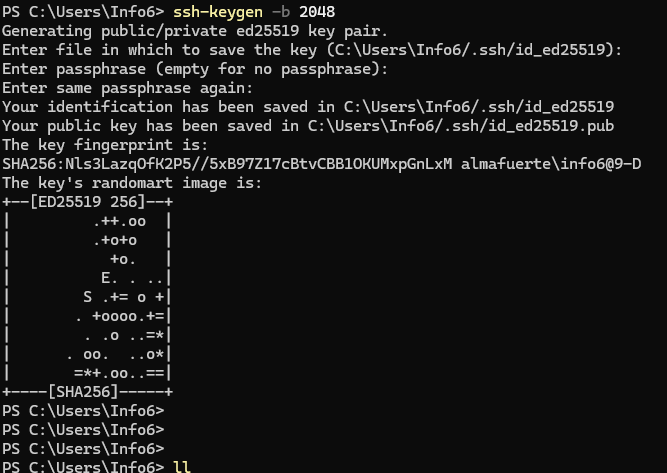 PS C:\Users\Info6> ssh-keygen -b 2048
Generating public/private ed25519 key pair.
Enter file in which to save the key (C:\Users\Info6/.ssh/id_ed25519):
Enter passphrase (empty for no passphrase):
Enter same passphrase again:
Your identification has been saved in C:\Users\Info6/.ssh/id_ed25519
Your public key has been saved in C:\Users\Info6/.ssh/id_ed25519.pub
The key fingerprint is:
SHA256:Nls3LazqOfK2P5//5xB97Z17cBtvCBB1OKUMxpGnLxM almafuerte\info6@9-D
The key's randomart image is:
+--[ED25519 256]--+
|         .++.oo  |
|         .+o+o   |
|           +o.   |
|          E. . ..|
|        S .+= o +|
|       . +oooo.+=|
|        . .o ..=*|
|      . oo.  ..o*|
|       =*+.oo..==|
+----[SHA256]-----+
PS C:\Users\Info6>
PS C:\Users\Info6>
PS C:\Users\Info6>
PS C:\Users\Info6> ll